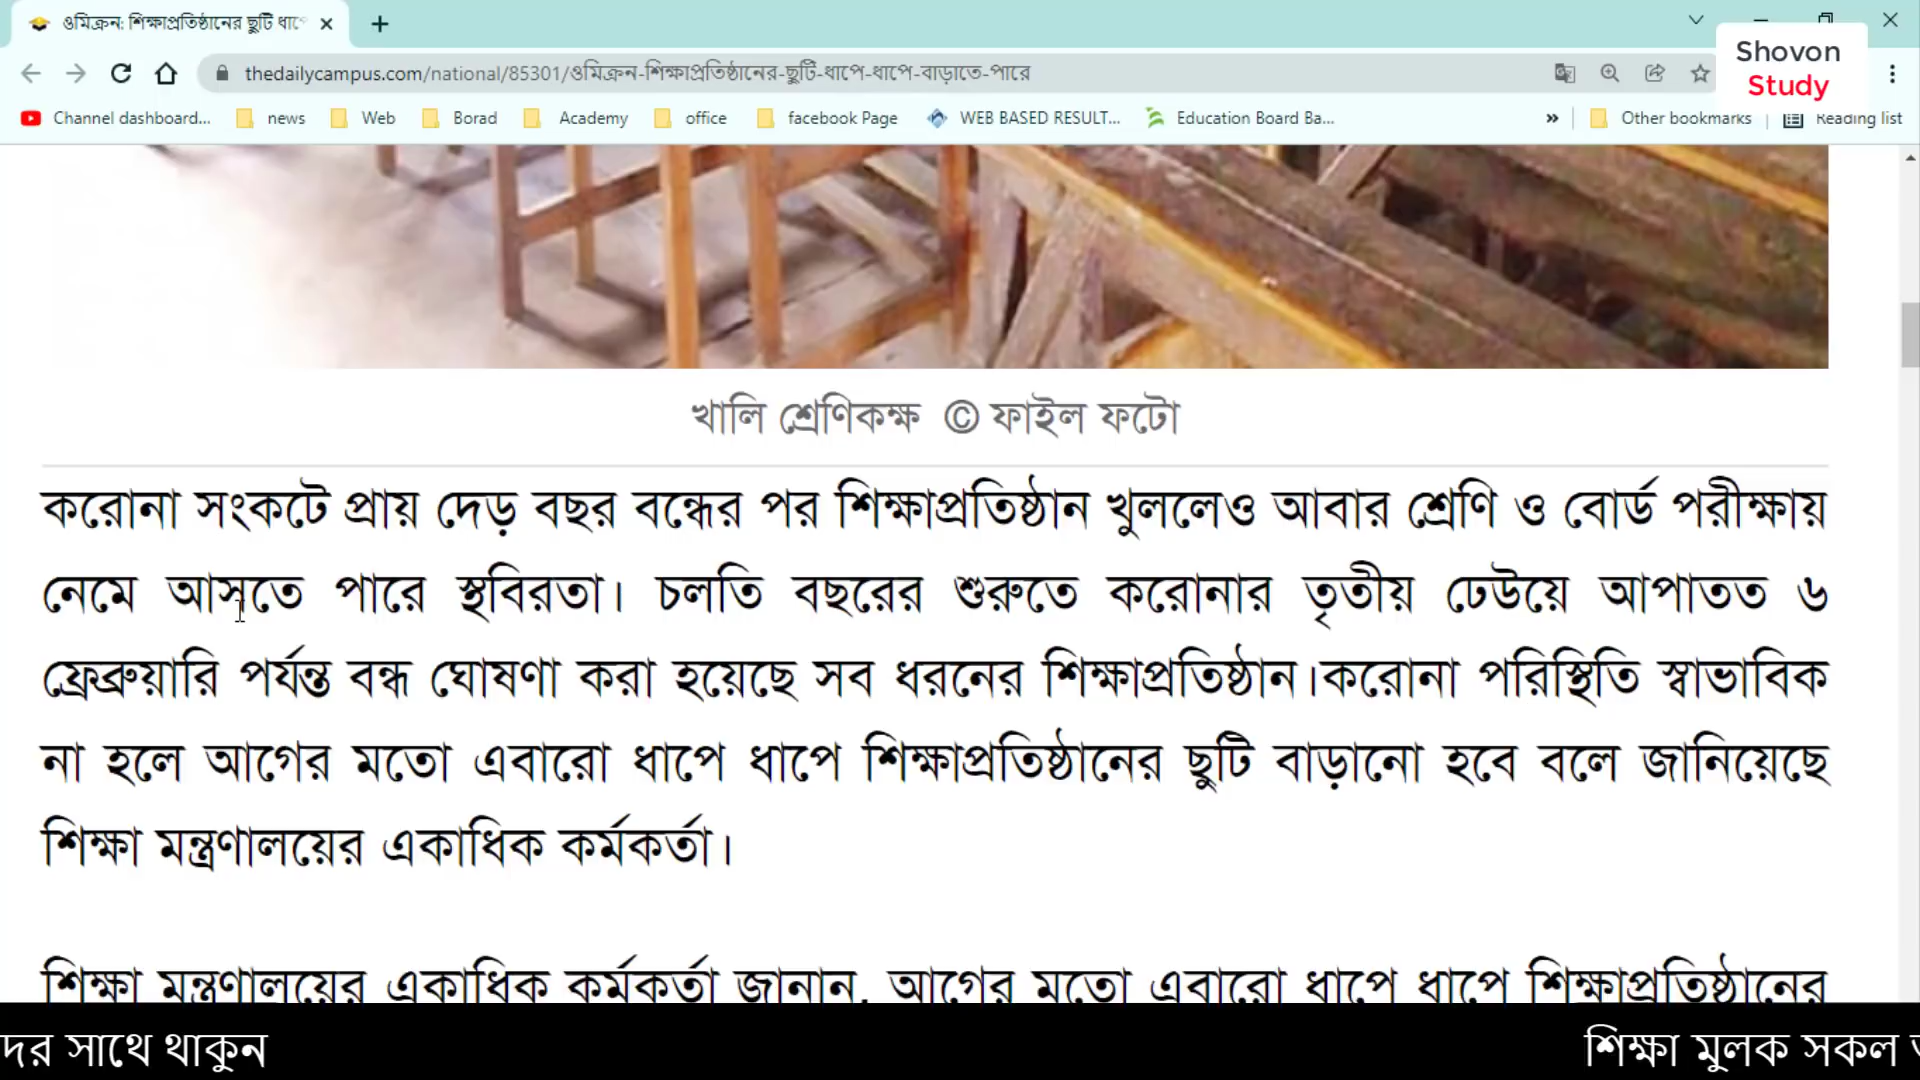 ওমিক্রন: শিক্ষাপ্রতিষ্ঠানের ছুটি ধাপে
thedailycampus.com/national/85301/ওমিক্রন-শিক্ষাপ্রতিষ্ঠানের-ছুটি-ধাপে-ধাপে-বাড়াতে-পারে
Shovon
Study
Channel dashboard... news Web Borad Academy office facebook Page WEB BASED RESULT... Education Board Ba... » Other bookmarks Reading list
খালি শ্রেণিকক্ষ © ফাইল ফটো
করোনা সংকটে প্রায় দেড় বছর বন্ধের পর শিক্ষাপ্রতিষ্ঠান খুললেও আবার শ্রেণি ও বোর্ড পরীক্ষায়
নেমে আসতে পারে স্থবিরতা। চলতি বছরের শুরুতে করোনার তৃতীয় ঢেউয়ে আপাতত ৬
ফ্রেব্রুয়ারি পর্যন্ত বন্ধ ঘোষণা করা হয়েছে সব ধরনের শিক্ষাপ্রতিষ্ঠান।করোনা পরিস্থিতি স্বাভাবিক
না হলে আগের মতো এবারো ধাপে ধাপে শিক্ষাপ্রতিষ্ঠানের ছুটি বাড়ানো হবে বলে জানিয়েছে
শিক্ষা মন্ত্রণালয়ের একাধিক কর্মকর্তা।
শিক্ষা মন্ত্রণালয়ের একাধিক কর্মকর্তা জানান, আগের মতো এবারো ধাপে ধাপে শিক্ষাপ্রতিষ্ঠানের
দের সাথে থাকুন শিক্ষা মুলক সকল